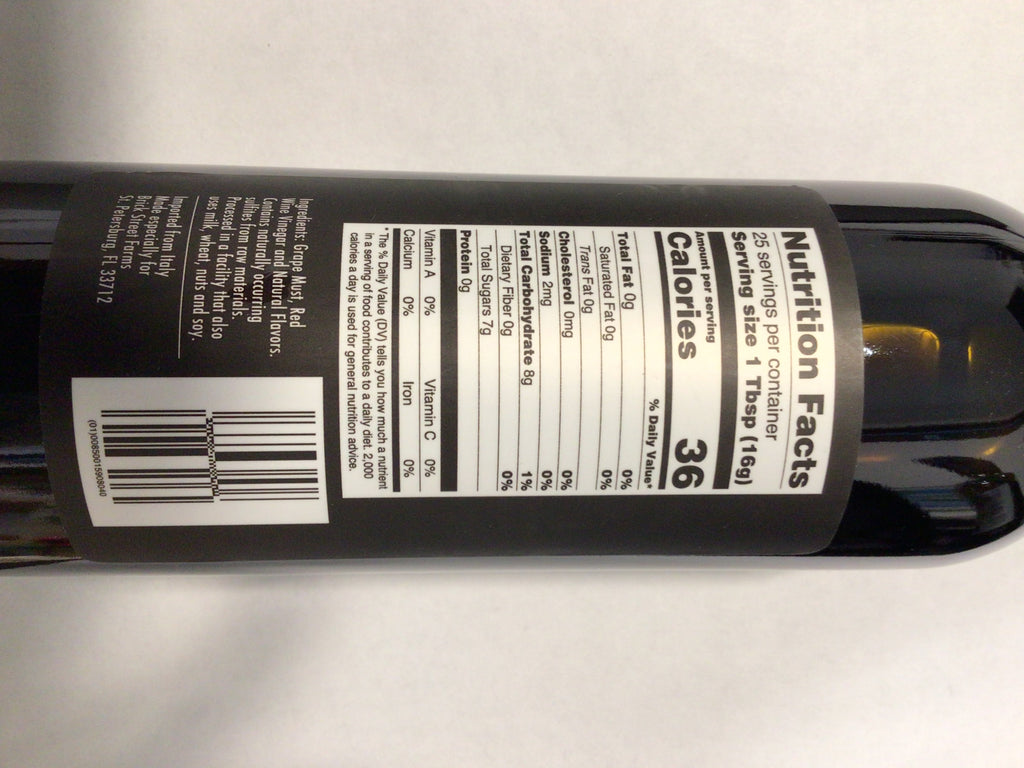 Nutrition Facts
25 servings per container
Serving size 1 Tbsp (16g)
Amount per serving
Calories 36
% Daily Value*
Total Fat 0g 0%
Saturated Fat 0g 0%
Trans Fat 0g
Cholesterol 0mg 0%
Sodium 2mg 0%
Total Carbohydrate 8g 1%
Dietary Fiber 0g 0%
Total Sugars 7g
Protein 0g
Vitamin A 0% Vitamin C 0%
Calcium 0% Iron 0%
* The % Daily Value (DV) tells you how much a nutrient
in a serving of food contributes to a daily diet. 2,000
calories a day is used for general nutrition advice.
Ingredients: Grape Must, Red
Wine Vinegar and Natural Flavors.
Contains naturally occurring
sulfites from raw materials.
Processed in a facility that also
uses milk, wheat, nuts and soy.
Imported from Italy
Made especially for
Brick Street Farms
St. Petersburg, FL 33712
(01)00850015908040